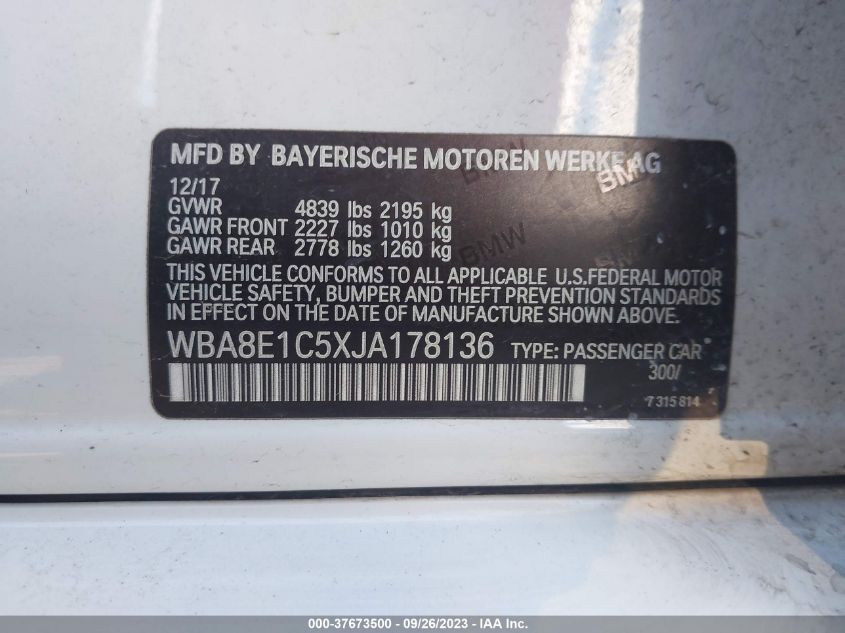 MFD BY BAYERISCHE MOTOREN WERKE AG
12/17
GVWR 4839 lbs 2195 kg
GAWR FRONT 2227 lbs 1010 kg
GAWR REAR 2778 lbs 1260 kg
BMW
BMW
THIS VEHICLE CONFORMS TO ALL APPLICABLE U.S.FEDERAL MOTOR
VEHICLE SAFETY, BUMPER AND THEFT PREVENTION STANDARDS
IN EFFECT ON THE DATE OF MANUFACTURE SHOWN ABOVE.
WBA8E1C5XJA178136 TYPE: PASSENGER CAR
300/
7315814
000-37673500 - 09/26/2023 - IAA Inc.